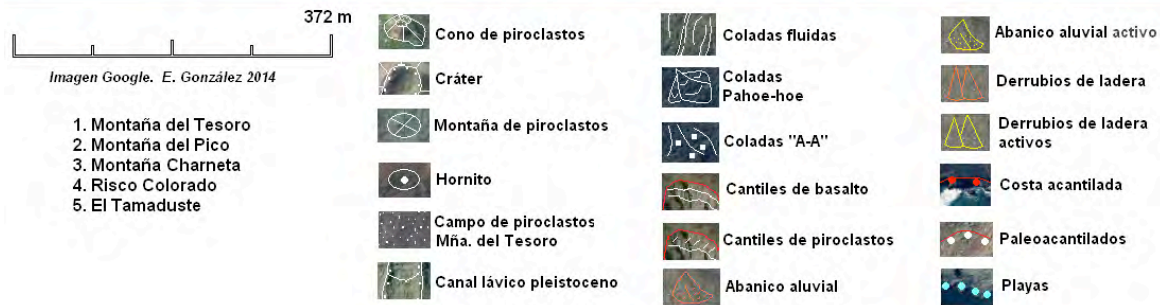 372 m
Imagen Google. E. González 2014
1. Montaña del Tesoro
2. Montaña del Pico
3. Montaña Charneta
4. Risco Colorado
5. El Tamaduste
Cono de piroclastos
Cráter
Montaña de piroclastos
Hornito
Campo de piroclastos
Mña. del Tesoro
Canal lávico pleistoceno
Coladas fluidas
Coladas
Pahoe-hoe
Coladas "A-A"
Cantiles de basalto
Cantiles de piroclastos
Abanico aluvial
Abanico aluvial activo
Derrubios de ladera
Derrubios de ladera
activos
Costa acantilada
Paleoacantilados
Playas